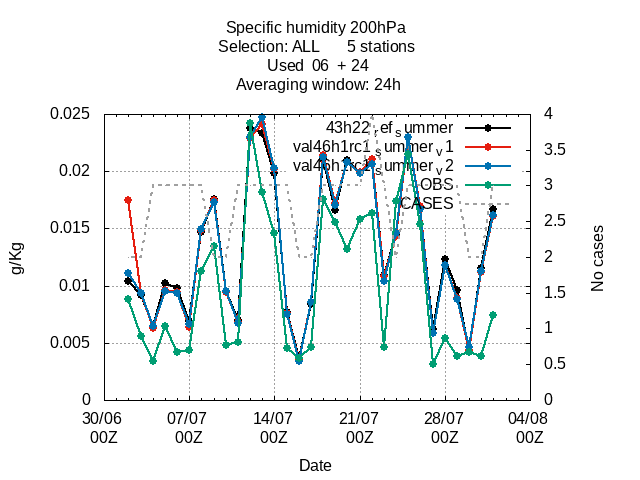 Specific humidity 200hPa
Selection: ALL 5 stations
Used 06 + 24
Averaging window: 24h
43h22_ref_summer
val46h1rc1_summer_v1
val46h1rc1_summer_v2
OBS
CASES
0.025
0.02
0.015
0.01
0.005
0
4
3.5
3
2.5
2
1.5
1
0.5
0
g/Kg
No cases
30/06 07/07 14/07 21/07 28/07 04/08
00Z 00Z 00Z 00Z 00Z 00Z
Date